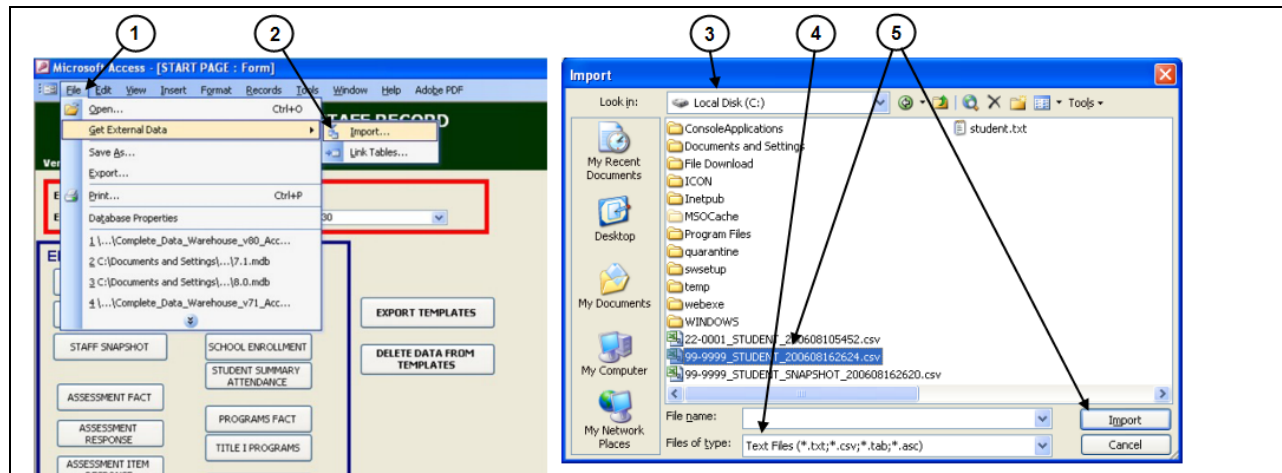 1
2
3
4
5
Microsoft Access - [START PAGE : Form]
File Edit View Insert Format Records Tools Window Help Adobe PDF
Open... Ctrl+O
Get External Data
Import...
Link Tables...
Save As...
Export...
Print... Ctrl+P
Database Properties
1 \...\Complete_Data_Warehouse_v80_Acc...
2 C:\Documents and Settings\...\7.1.mdb
3 C:\Documents and Settings\...\8.0.mdb
4 \...\Complete_Data_Warehouse_v71_Acc...
RECORD
Ver
30
EXPORT TEMPLATES
DELETE DATA FROM
TEMPLATES
STAFF SNAPSHOT
SCHOOL ENROLLMENT
STUDENT SUMMARY
ATTENDANCE
ASSESSMENT FACT
PROGRAMS FACT
ASSESSMENT
RESPONSE
TITLE I PROGRAMS
ASSESSMENT ITEM
Import
Look in:
Local Disk (C:)
Tools
My Recent
Documents
Desktop
My Documents
My Computer
My Network
Places
ConsoleApplications
Documents and Settings
File Download
ICON
Inetpub
MSOCache
Program Files
quarantine
swsetup
temp
webexe
WINDOWS
22-0001_STUDENT_200608105452.csv
99-9999_STUDENT_200608162624.csv
99-9999_STUDENT_SNAPSHOT_200608162620.csv
student.txt
File name:
Import
Files of type:
Text Files (*.txt;*.csv;*.tab;*.asc)
Cancel